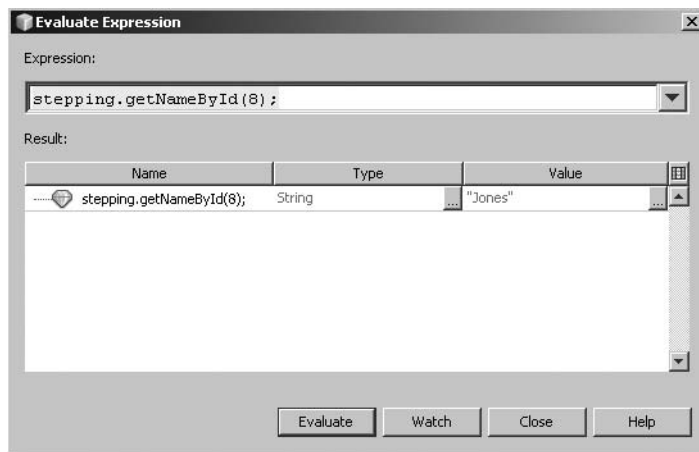 Evaluate Expression
Expression:
stepping.getNameById(8);
Result:
Name Type Value
stepping.getNameById(8); String ... "Jones" ...
Evaluate Watch Close Help